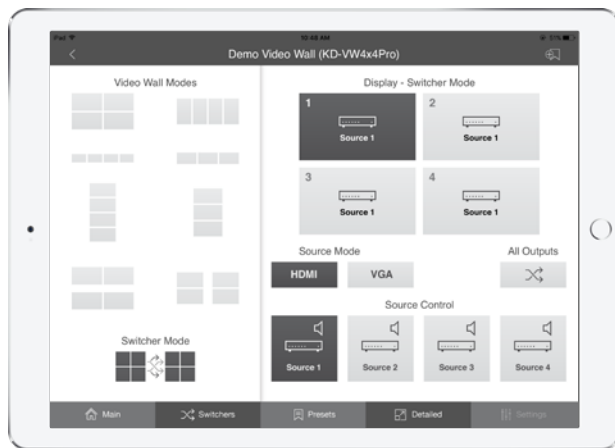 iPad
10:48 AM
31%
Demo Video Wall (KD-VW4x4Pro)
Video Wall Modes
Display - Switcher Mode
1
Source 1
2
Source 1
3
Source 1
4
Source 1
Source Mode
All Outputs
HDMI
VGA
Source Control
Source 1
Source 2
Source 3
Source 4
Switcher Mode
Main
Switchers
Presets
Detailed
Settings